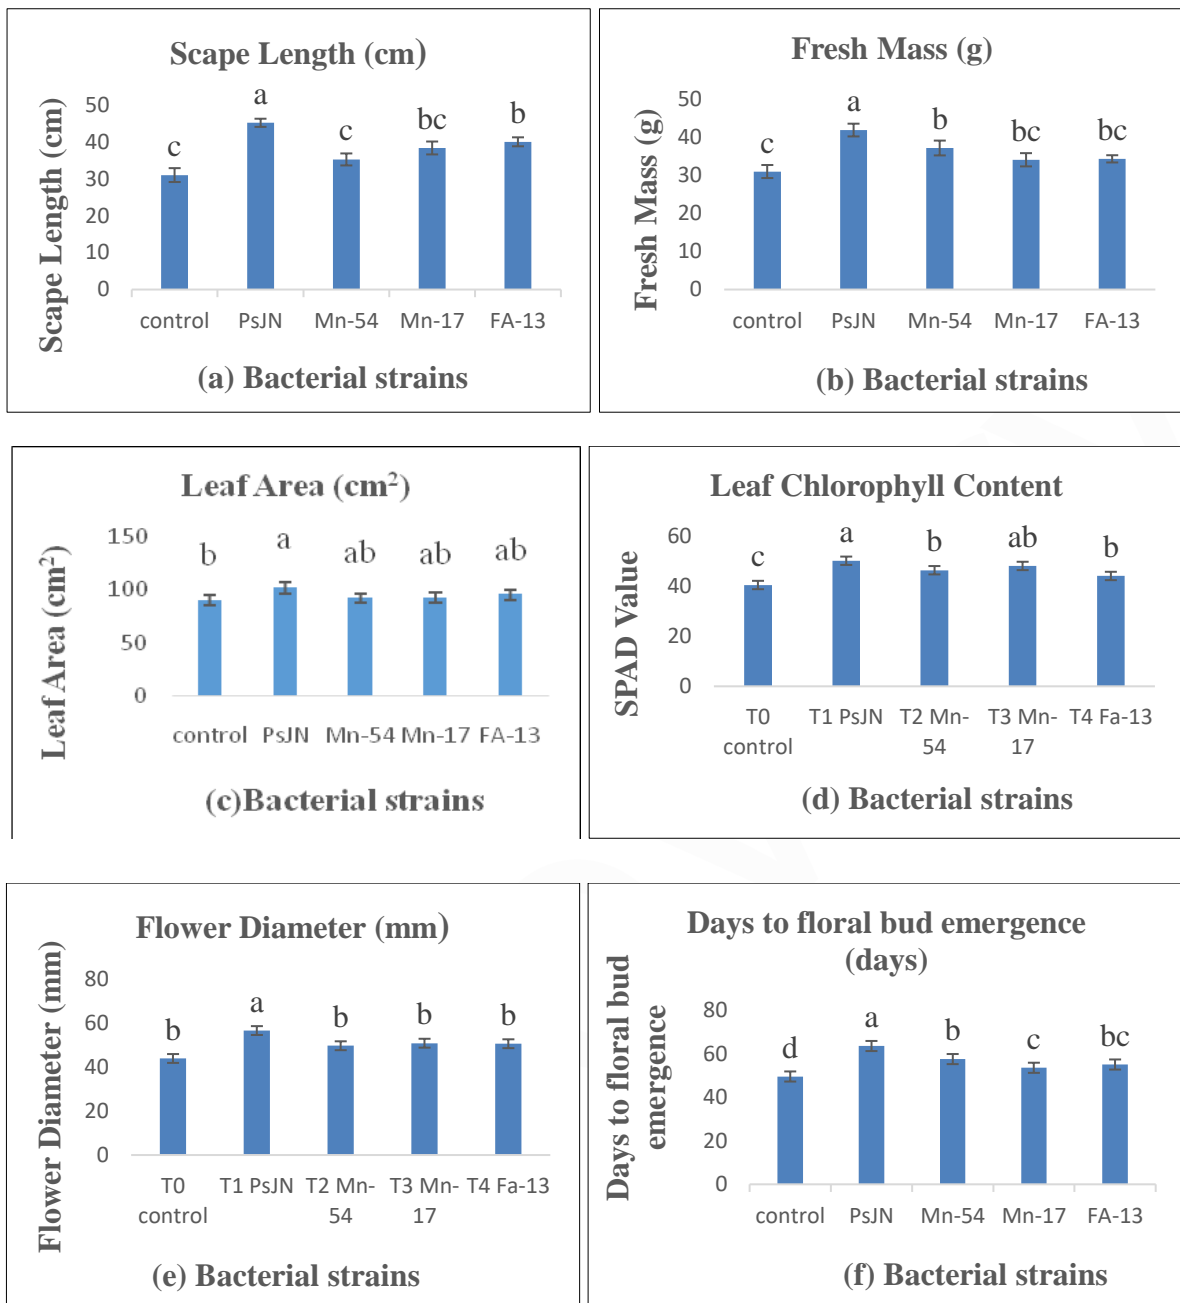 Scape Length (cm)
Scape Length (cm)
50
40
30
20
10
0
c
a
c
bc
b
control PsJN Mn-54 Mn-17 FA-13
(a) Bacterial strains
Fresh Mass (g)
Fresh Mass (g)
50
40
30
20
10
0
c
a
b
bc
bc
control PsJN Mn-54 Mn-17 FA-13
(b) Bacterial strains
Leaf Area (cm²)
Leaf Area (cm²)
150
100
50
0
b
a
ab
ab
ab
control PsJN Mn-54 Mn-17 FA-13
(c)Bacterial strains
Leaf Chlorophyll Content
SPAD Value
60
40
20
0
c
a
b
ab
b
T0 T1 PsJN T2 Mn- T3 Mn- T4 Fa-13
control 54 17
(d) Bacterial strains
Flower Diameter (mm)
Flower Diameter (mm)
80
60
40
20
0
b
a
b
b
b
T0 T1 PsJN T2 Mn- T3 Mn- T4 Fa-13
control 54 17
(e) Bacterial strains
Days to floral bud emergence
(days)
Days to floral bud
emergence
80
60
40
20
0
d
a
b
c
bc
control PsJN Mn-54 Mn-17 FA-13
(f) Bacterial strains